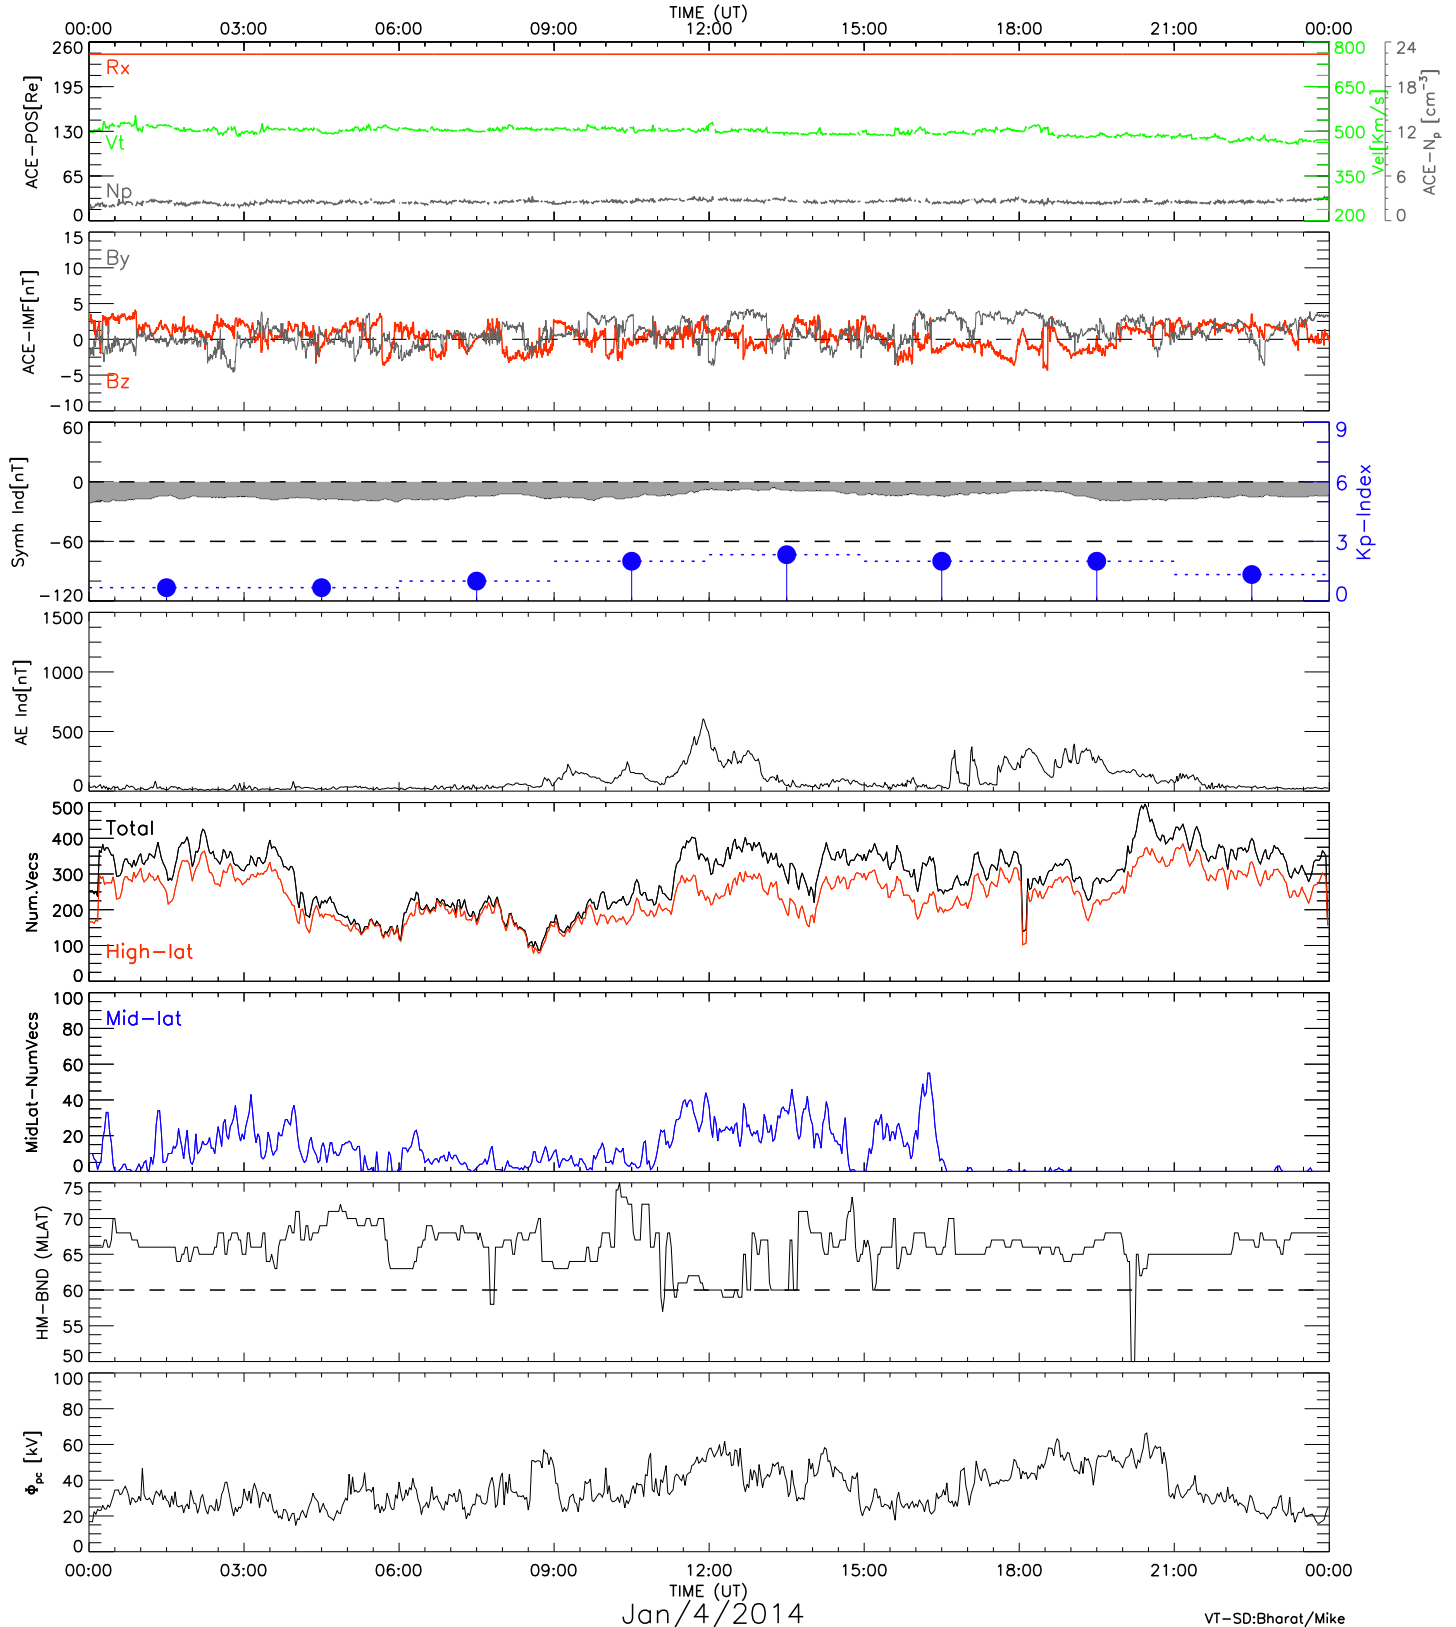 TIME (UT)
00:00 03:00 06:00 09:00 12:00 15:00 18:00 21:00 00:00
ACE-POS[Re]
260
195
130
65
0
Rx
Vt
Np
800
650
500
350
200
Vel[Km/s]
24
18
12
6
0
ACE-Np [cm-3]
ACE-IMF[nT]
15
10
5
0
-5
-10
By
Bz
Symh Ind[nT]
60
0
-60
-120
9
6
3
0
Kp-Index
AE Ind[nT]
1500
1000
500
0
Num.Vecs
500
400
300
200
100
0
Total
High-lat
MidLat-NumVecs
100
80
60
40
20
0
Mid-lat
HM-BND (MLAT)
75
70
65
60
55
50
Φpc [kV]
100
80
60
40
20
0
00:00 03:00 06:00 09:00 12:00 15:00 18:00 21:00 00:00
TIME (UT)
Jan/4/2014
VT-SD:Bharat/Mike